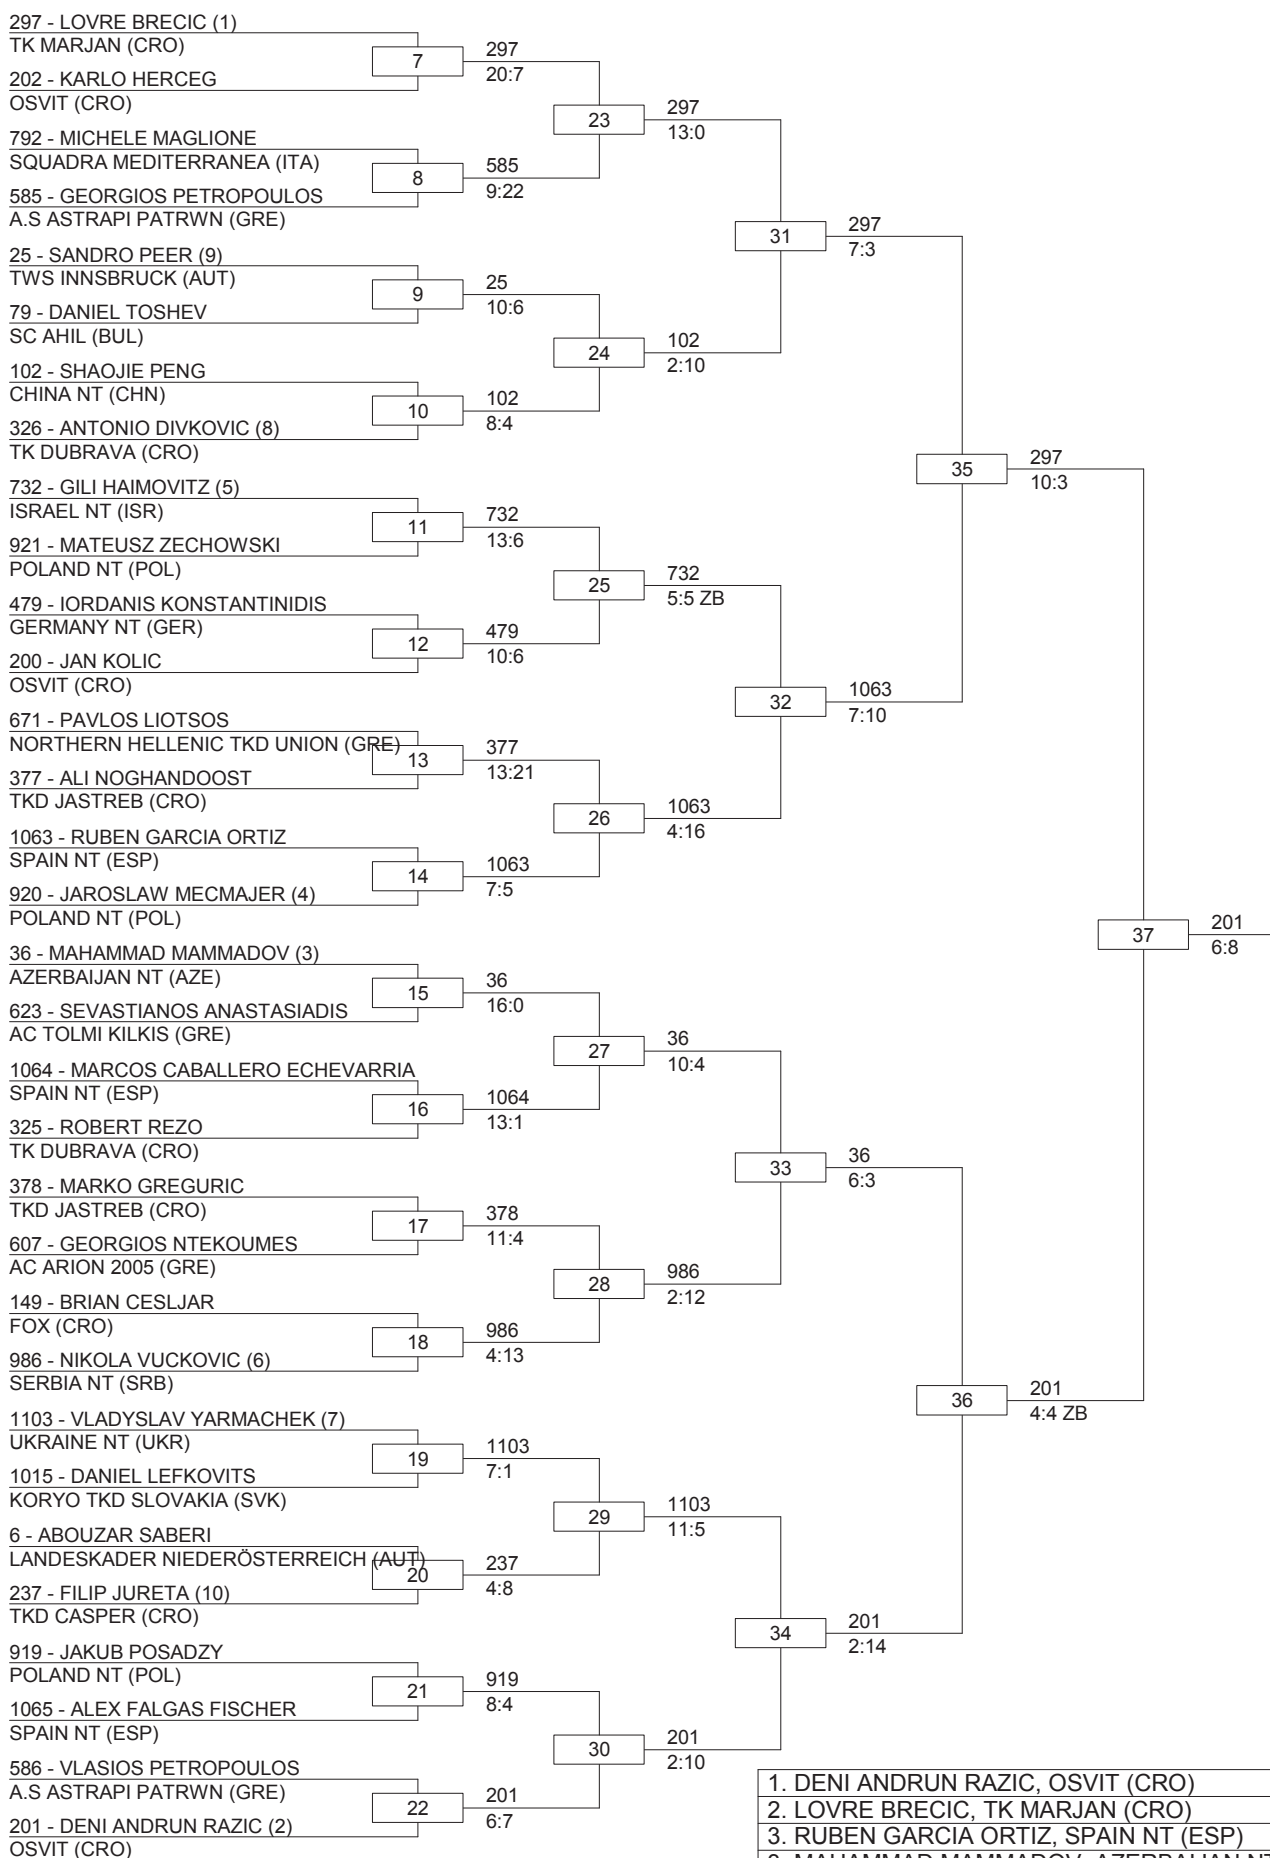 297 - LOVRE BRECIC (1)
TK MARJAN (CRO)
202 - KARLO HERCEG
OSVIT (CRO)
792 - MICHELE MAGLIONE
SQUADRA MEDITERRANEA (ITA)
585 - GEORGIOS PETROPOULOS
A.S ASTRAPI PATRWN (GRE)
25 - SANDRO PEER (9)
TWS INNSBRUCK (AUT)
79 - DANIEL TOSHEV
SC AHIL (BUL)
102 - SHAOJIE PENG
CHINA NT (CHN)
326 - ANTONIO DIVKOVIC (8)
TK DUBRAVA (CRO)
732 - GILI HAIMOVITZ (5)
ISRAEL NT (ISR)
921 - MATEUSZ ZECHOWSKI
POLAND NT (POL)
479 - IORDANIS KONSTANTINIDIS
GERMANY NT (GER)
200 - JAN KOLIC
OSVIT (CRO)
671 - PAVLOS LIOTSOS
NORTHERN HELLENIC TKD UNION (GRE)
377 - ALI NOGHANDOOST
TKD JASTREB (CRO)
1063 - RUBEN GARCIA ORTIZ
SPAIN NT (ESP)
920 - JAROSLAW MECMAJER (4)
POLAND NT (POL)
36 - MAHAMMAD MAMMADOV (3)
AZERBAIJAN NT (AZE)
623 - SEVASTIANOS ANASTASIADIS
AC TOLMI KILKIS (GRE)
1064 - MARCOS CABALLERO ECHEVARRIA
SPAIN NT (ESP)
325 - ROBERT REZO
TK DUBRAVA (CRO)
378 - MARKO GREGURIC
TKD JASTREB (CRO)
607 - GEORGIOS NTEKOUMES
AC ARION 2005 (GRE)
149 - BRIAN CESLJAR
FOX (CRO)
986 - NIKOLA VUCKOVIC (6)
SERBIA NT (SRB)
1103 - VLADYSLAV YARMACHEK (7)
UKRAINE NT (UKR)
1015 - DANIEL LEFKOVITS
KORYO TKD SLOVAKIA (SVK)
6 - ABOUZAR SABERI
LANDESKADER NIEDERÖSTERREICH (AUT)
237 - FILIP JURETA (10)
TKD CASPER (CRO)
919 - JAKUB POSADZY
POLAND NT (POL)
1065 - ALEX FALGAS FISCHER
SPAIN NT (ESP)
586 - VLASIOS PETROPOULOS
A.S ASTRAPI PATRWN (GRE)
201 - DENI ANDRUN RAZIC (2)
OSVIT (CRO)
7
297
20:7
8
585
9:22
9
25
10:6
10
102
8:4
11
732
13:6
12
479
10:6
13
377
13:21
14
1063
7:5
15
36
16:0
16
1064
13:1
17
378
11:4
18
986
4:13
19
1103
7:1
20
237
4:8
21
919
8:4
22
201
6:7
23
297
13:0
24
102
2:10
25
732
5:5 ZB
26
1063
4:16
27
36
10:4
28
986
2:12
29
1103
11:5
30
201
2:10
31
297
7:3
32
1063
7:10
33
36
6:3
34
201
2:14
35
297
10:3
36
201
4:4 ZB
37
201
6:8
1. DENI ANDRUN RAZIC, OSVIT (CRO)
2. LOVRE BRECIC, TK MARJAN (CRO)
3. RUBEN GARCIA ORTIZ, SPAIN NT (ESP)
3. MAHAMMAD MAMMADOV, AZERBAIJAN NT